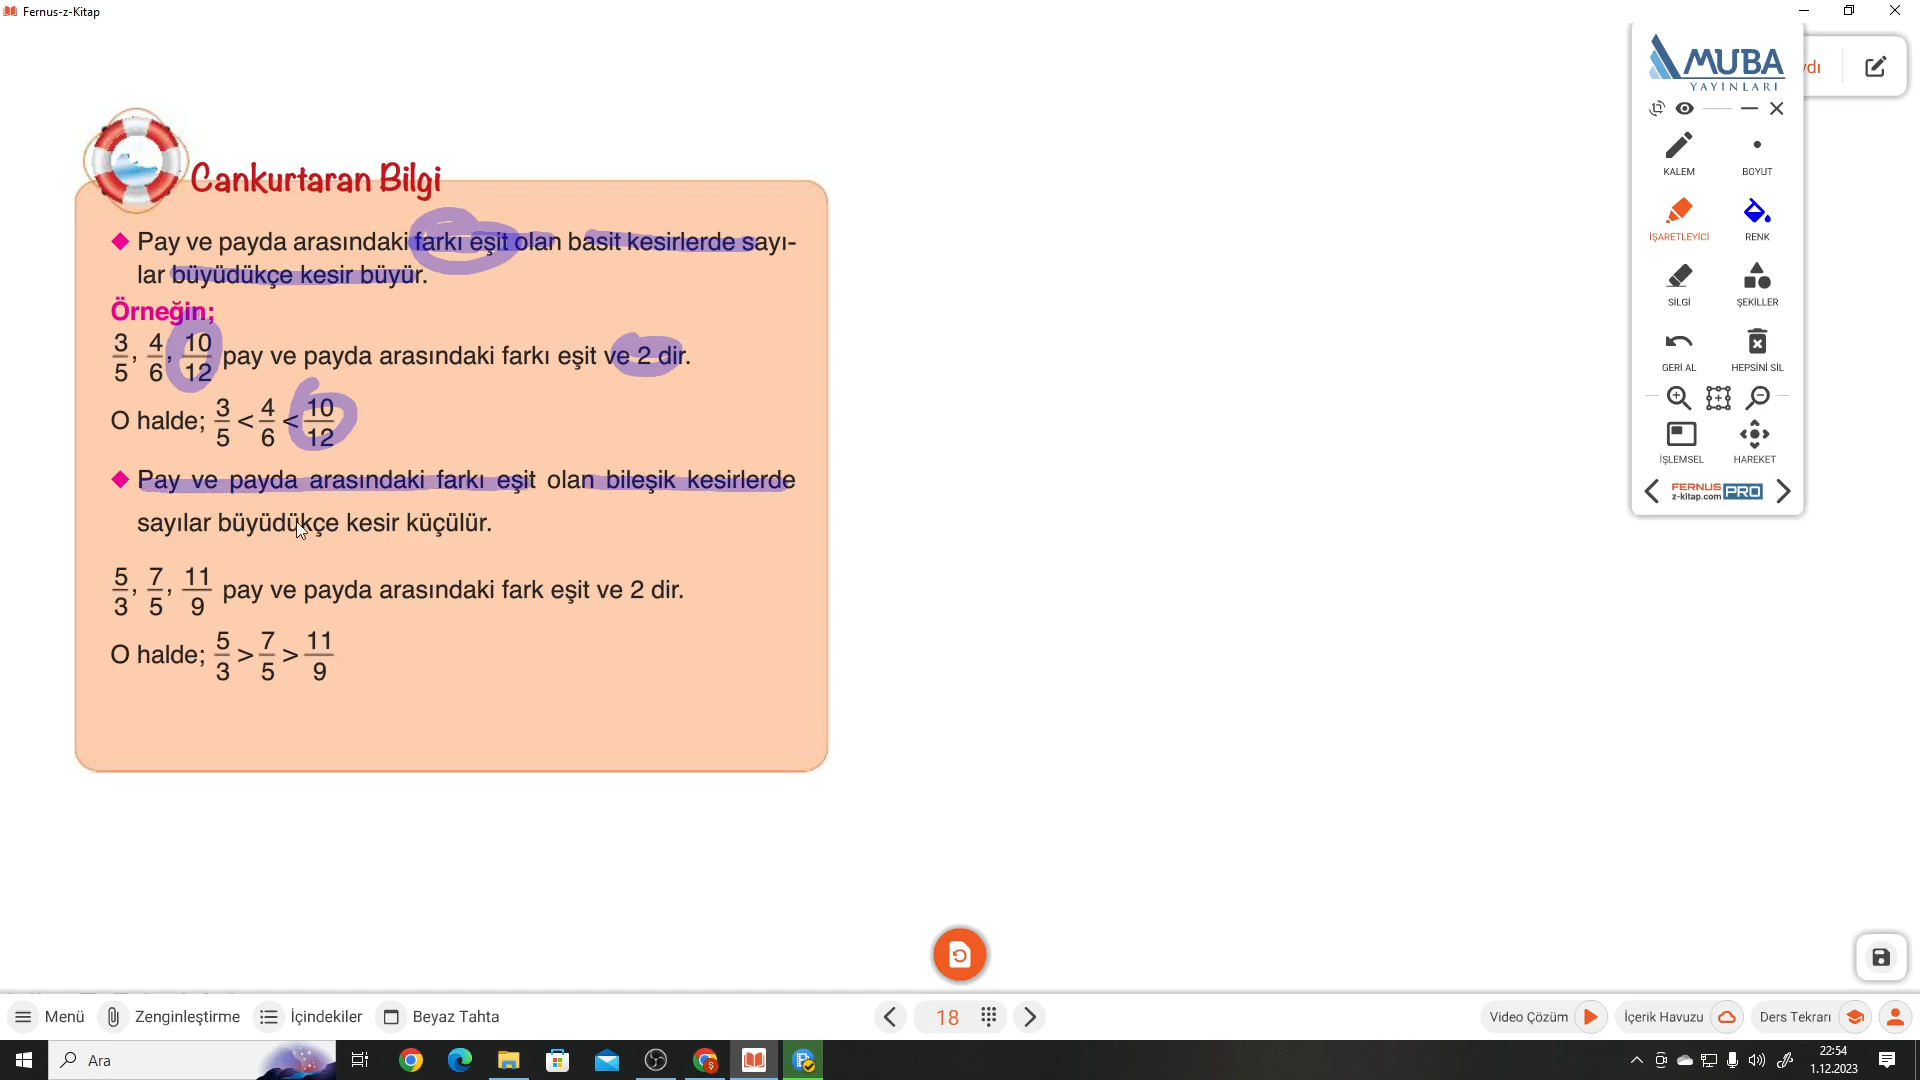 Fernus-z-Kitap
MUBA
YAYINLARI
KALEM
BOYUT
İŞARETLEYİCİ
RENK
SİLGİ
ŞEKİLLER
GERİ AL
HEPSİNİ SİL
İŞLEMSEL
HAREKET
FERNUS
z-kitap.com PRO
Cankurtaran Bilgi
◆ Pay ve payda arasındaki farkı eşit olan basit kesirlerde sayı-
lar büyüdükçe kesir büyür.
Örneğin;
3/5, 4/6, 10/12 pay ve payda arasındaki farkı eşit ve 2 dir.
O halde; 3/5 < 4/6 < 10/12
◆ Pay ve payda arasındaki farkı eşit olan bileşik kesirlerde
sayılar büyüdükçe kesir küçülür.
5/3, 7/5, 11/9 pay ve payda arasındaki fark eşit ve 2 dir.
O halde; 5/3 > 7/5 > 11/9
Menü
Zenginleştirme
İçindekiler
Beyaz Tahta
18
Video Çözüm
İçerik Havuzu
Ders Tekrarı
Ara
22:54
1.12.2023